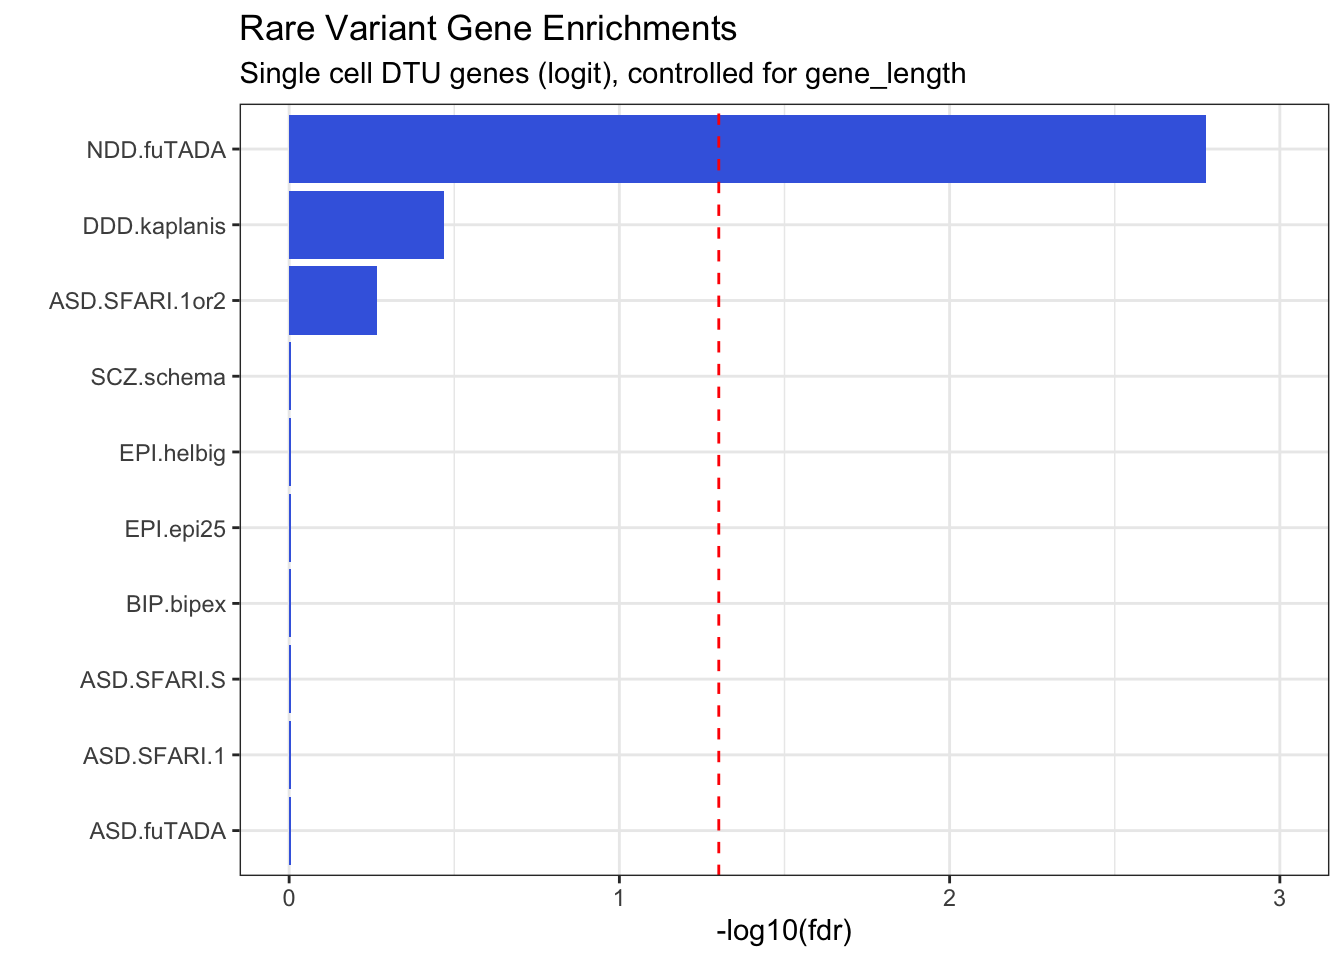 Rare Variant Gene Enrichments
Single cell DTU genes (logit), controlled for gene_length
NDD.fuTADA
DDD.kaplanis
ASD.SFARI.1or2
SCZ.schema
EPI.helbig
EPI.epi25
BIP.bipex
ASD.SFARI.S
ASD.SFARI.1
ASD.fuTADA
0 1 2 3
-log10(fdr)